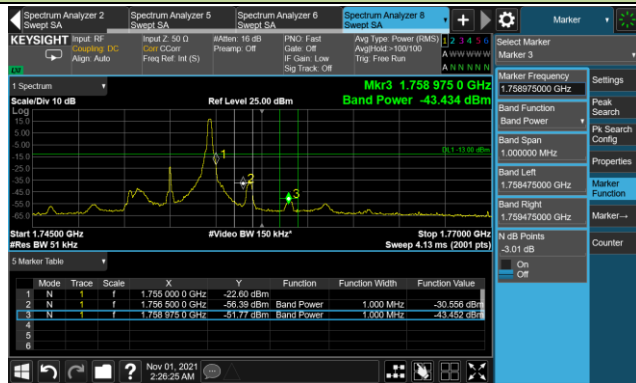 Spectrum Analyzer 2
Swept SA
Spectrum Analyzer 5
Swept SA
Spectrum Analyzer 6
Swept SA
Spectrum Analyzer 8
Swept SA
Marker
KEYSIGHT
Input: RF
Coupling: DC
Align: Auto
Input Z: 50 Ω
Corr CCorr
Freq Ref: Int (S)
#Atten: 16 dB
Preamp: Off
PNO: Fast
Gate: Off
IF Gain: Low
Sig Track: Off
Avg Type: Power (RMS)
Avg|Hold:>100/100
Trig: Free Run
1 2 3 4 5 6
A W W W W W
A N N N N N
Select Marker
Marker 3
1 Spectrum
Scale/Div 10 dB
Log
Ref Level 25.00 dBm
Mkr3 1.758 975 0 GHz
Band Power -43.434 dBm
15.0
5.00
-5.00
-15.0
-25.0
-35.0
-45.0
-55.0
-65.0
DL1 -13.00 dBm
1
2
3
Start 1.74500 GHz
#Res BW 51 kHz
#Video BW 150 kHz*
Stop 1.77000 GHz
Sweep 4.13 ms (2001 pts)
5 Marker Table
Mode Trace Scale X Y Function Function Width Function Value
1 N 1 f 1.755 000 0 GHz -22.60 dBm
2 N 1 f 1.756 500 0 GHz -56.39 dBm Band Power 1.000 MHz -30.556 dBm
3 N 1 f 1.758 975 0 GHz -51.77 dBm Band Power 1.000 MHz -43.452 dBm
4
5
6
Marker Frequency
1.758975000 GHz
Band Function
Band Power
Band Span
1.000000 MHz
Band Left
1.758475000 GHz
Band Right
1.759475000 GHz
N dB Points
-3.01 dB
On
Off
Settings
Peak
Search
Pk Search
Config
Properties
Marker
Function
Marker→
Counter
Nov 01, 2021
2:26:25 AM